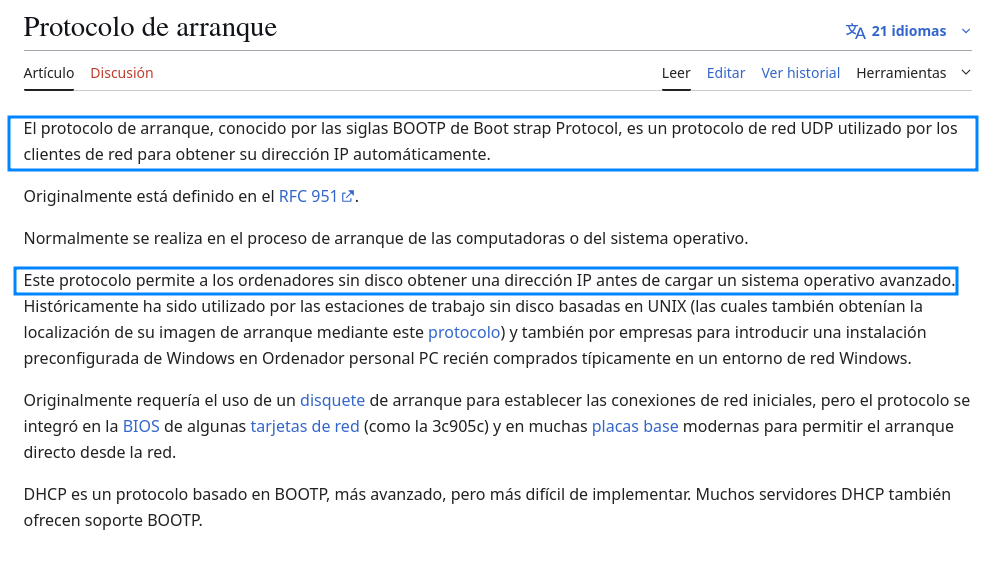 Protocolo de arranque
21 idiomas
Artículo Discusión Leer Editar Ver historial Herramientas
El protocolo de arranque, conocido por las siglas BOOTP de Boot strap Protocol, es un protocolo de red UDP utilizado por los
clientes de red para obtener su dirección IP automáticamente.
Originalmente está definido en el RFC 951.
Normalmente se realiza en el proceso de arranque de las computadoras o del sistema operativo.
Este protocolo permite a los ordenadores sin disco obtener una dirección IP antes de cargar un sistema operativo avanzado.
Históricamente ha sido utilizado por las estaciones de trabajo sin disco basadas en UNIX (las cuales también obtenían la
localización de su imagen de arranque mediante este protocolo) y también por empresas para introducir una instalación
preconfigurada de Windows en Ordenador personal PC recién comprados típicamente en un entorno de red Windows.
Originalmente requería el uso de un disquete de arranque para establecer las conexiones de red iniciales, pero el protocolo se
integró en la BIOS de algunas tarjetas de red (como la 3c905c) y en muchas placas base modernas para permitir el arranque
directo desde la red.
DHCP es un protocolo basado en BOOTP, más avanzado, pero más difícil de implementar. Muchos servidores DHCP también
ofrecen soporte BOOTP.